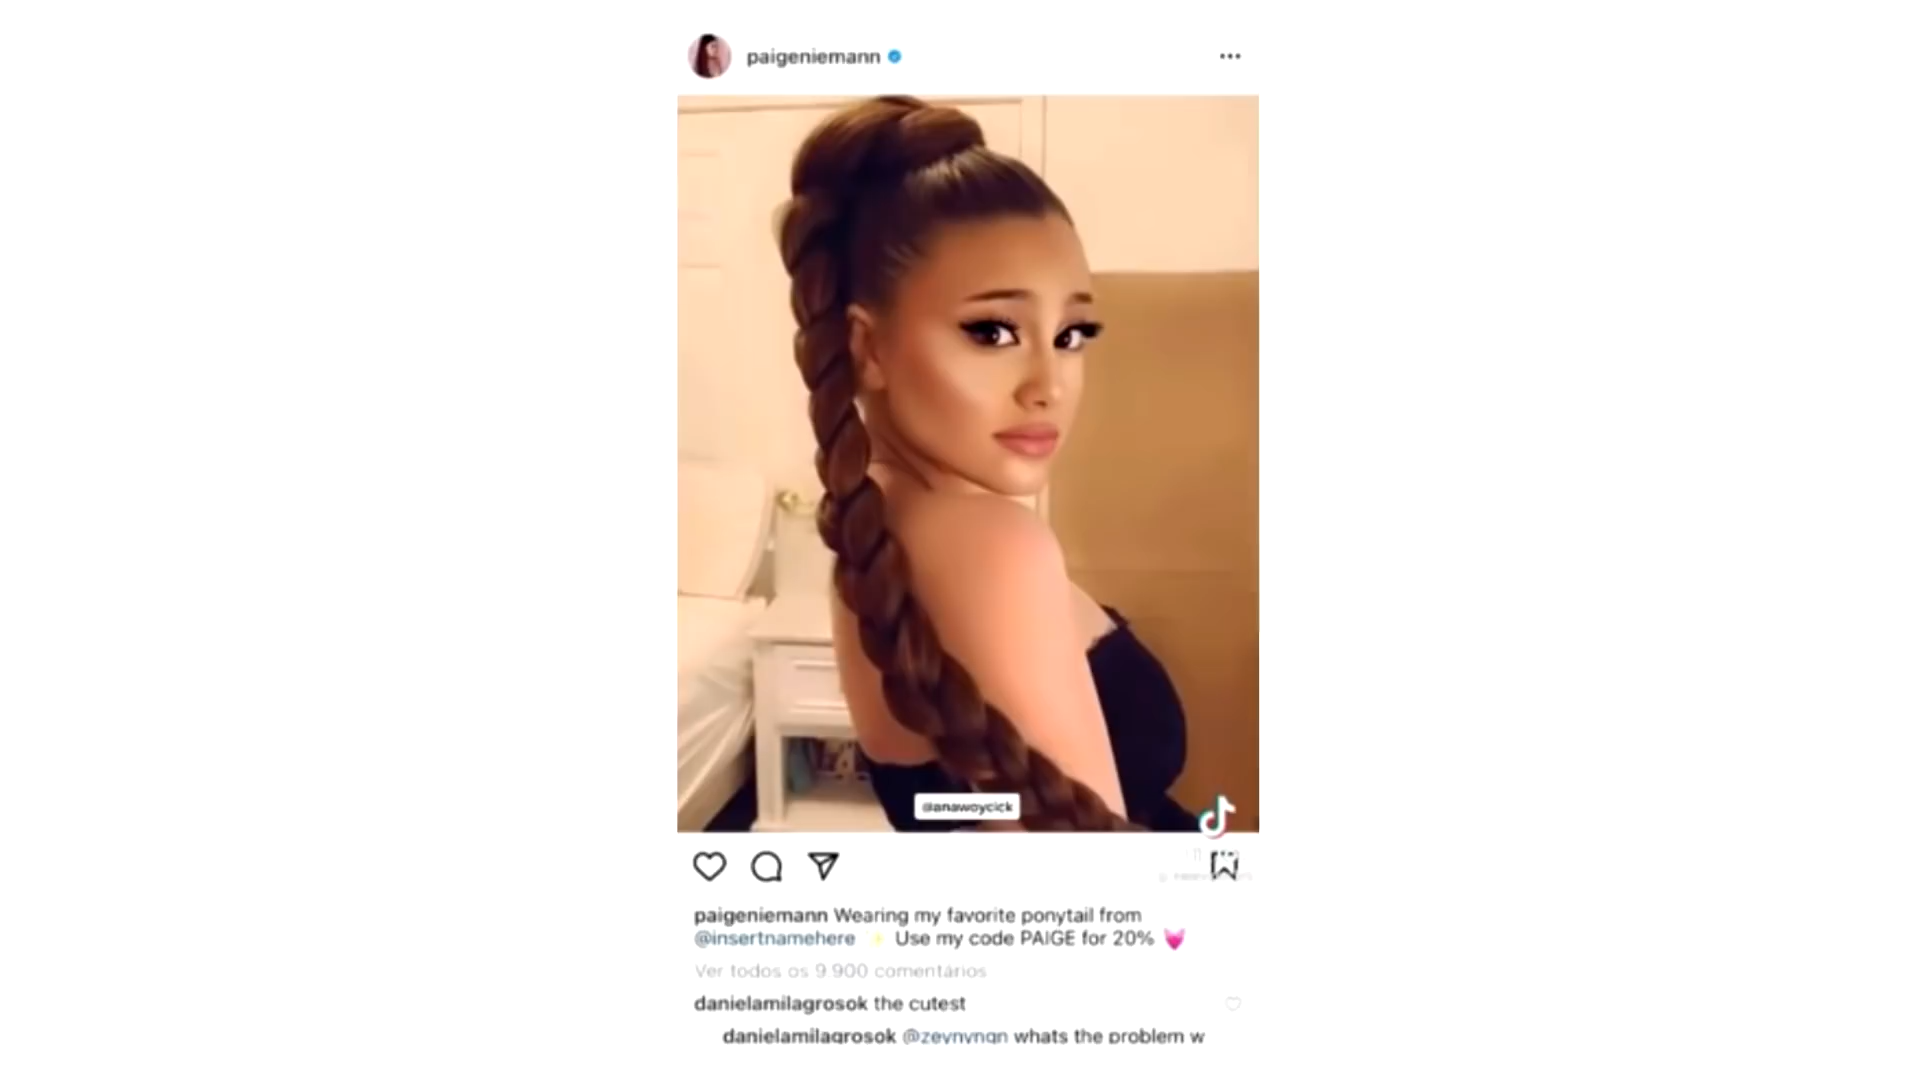 paigeniemann
@anawoycick
paigeniemann Wearing my favorite ponytail from
@insertnamehere ✨ Use my code PAIGE for 20% 💓
Ver todos os 9.900 comentários
danielamilagrosok the cutest
danielamilagrosok @zeynyngn whats the problem w